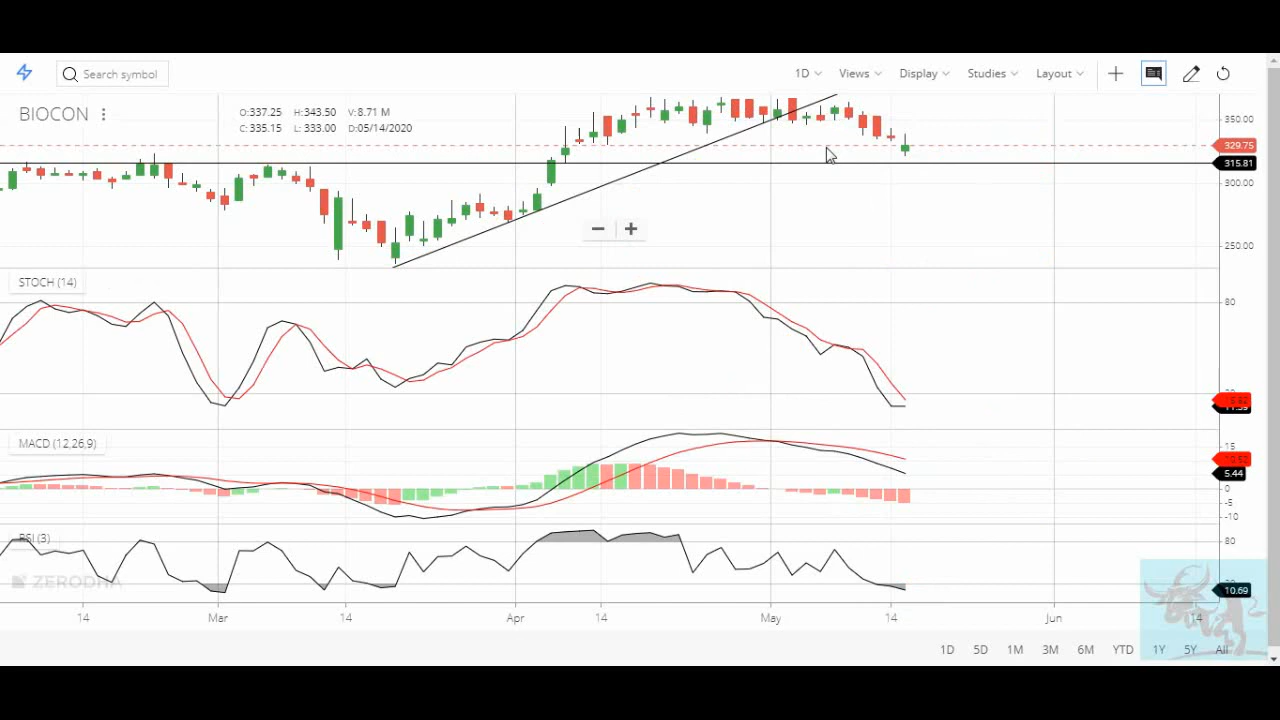 Search symbol
1D Views Display Studies Layout
BIOCON
O:337.25 H:343.50 V:8.71 M
C:335.15 L: 333.00 D:05/14/2020
350.00
329.75
315.81
300.00
250.00
STOCH (14)
80
MACD (12,26,9)
15
5.44
0
-5
-10
RSI (3)
80
ZERODHA
10.69
14 Mar 14 Apr 14 May 14 Jun 14
1D 5D 1M 3M 6M YTD 1Y 5Y All